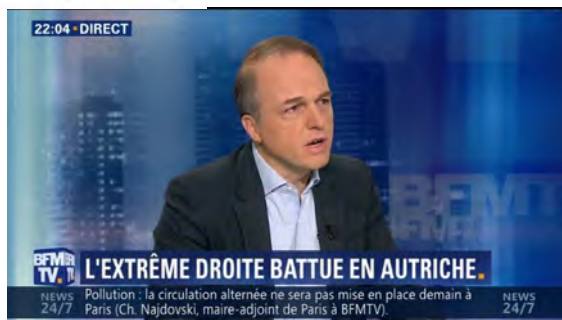 22:04 • DIRECT
BFMT
BFM
TV.
L'EXTRÊME DROITE BATTUE EN AUTRICHE.
NEWS
24/7
Pollution : la circulation alternée ne sera pas mise en place demain à
Paris (Ch. Najdovski, maire-adjoint de Paris à BFMTV).
NEWS
24/7